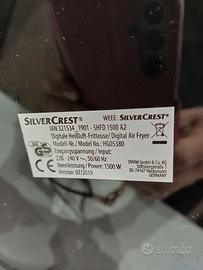 SILVERCREST® WEEE: SILVERCREST®
IAN 321534_1901 - SHFD 1500 A2
Digitale Heißluft-Fritteuse/ Digital Air Fryer
Modell-Nr./ Model No.: HG05380
Eingangsspannung / Input:
220 - 240 V~, 50/60 Hz
Nennleistung / Power: 1500 W
Version: 07/2019
OWIM GmbH & Co. KG
Stiftsbergstraße 1
DE-74167 Neckarsulm
GERMANY
Subito